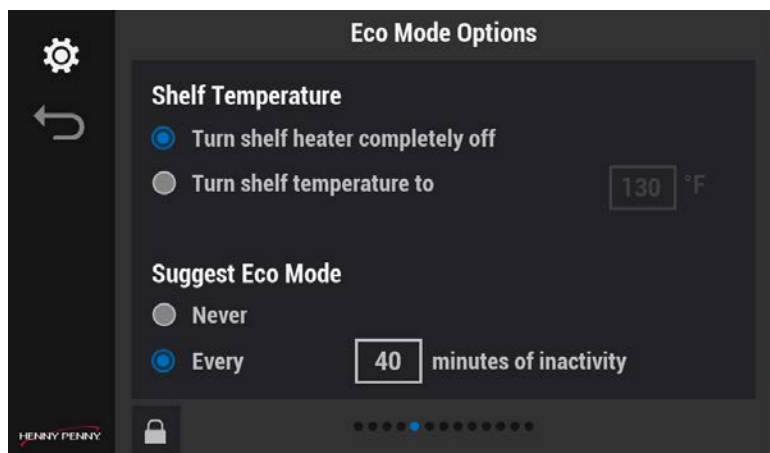 Eco Mode Options
Shelf Temperature
Turn shelf heater completely off
Turn shelf temperature to 130 °F
Suggest Eco Mode
Never
Every 40 minutes of inactivity
HENNY PENNY